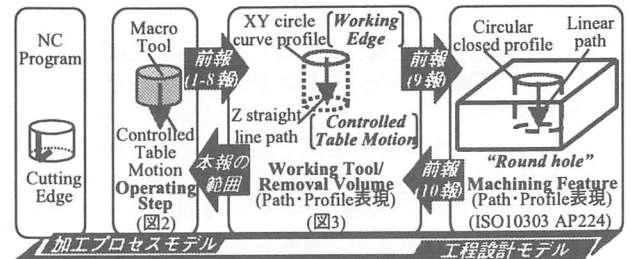 NC
Program
Cutting
Edge
Macro
Tool
Controlled
Table
Motion
Operating
Step
(図2)
前報
(1-8報)
本報の
範囲
XY circle
curve profile
Working
Edge
Z straight
line path
Controlled
Table Motion
Working Tool/
Removal Volume
(Path・Profile表現)
(図3)
前報
(9報)
前報
(10報)
Circular
closed profile
Linear
path
"Round hole"
Machining Feature
(Path・Profile表現)
(ISO10303 AP224)
加工プロセスモデル
工程設計モデル